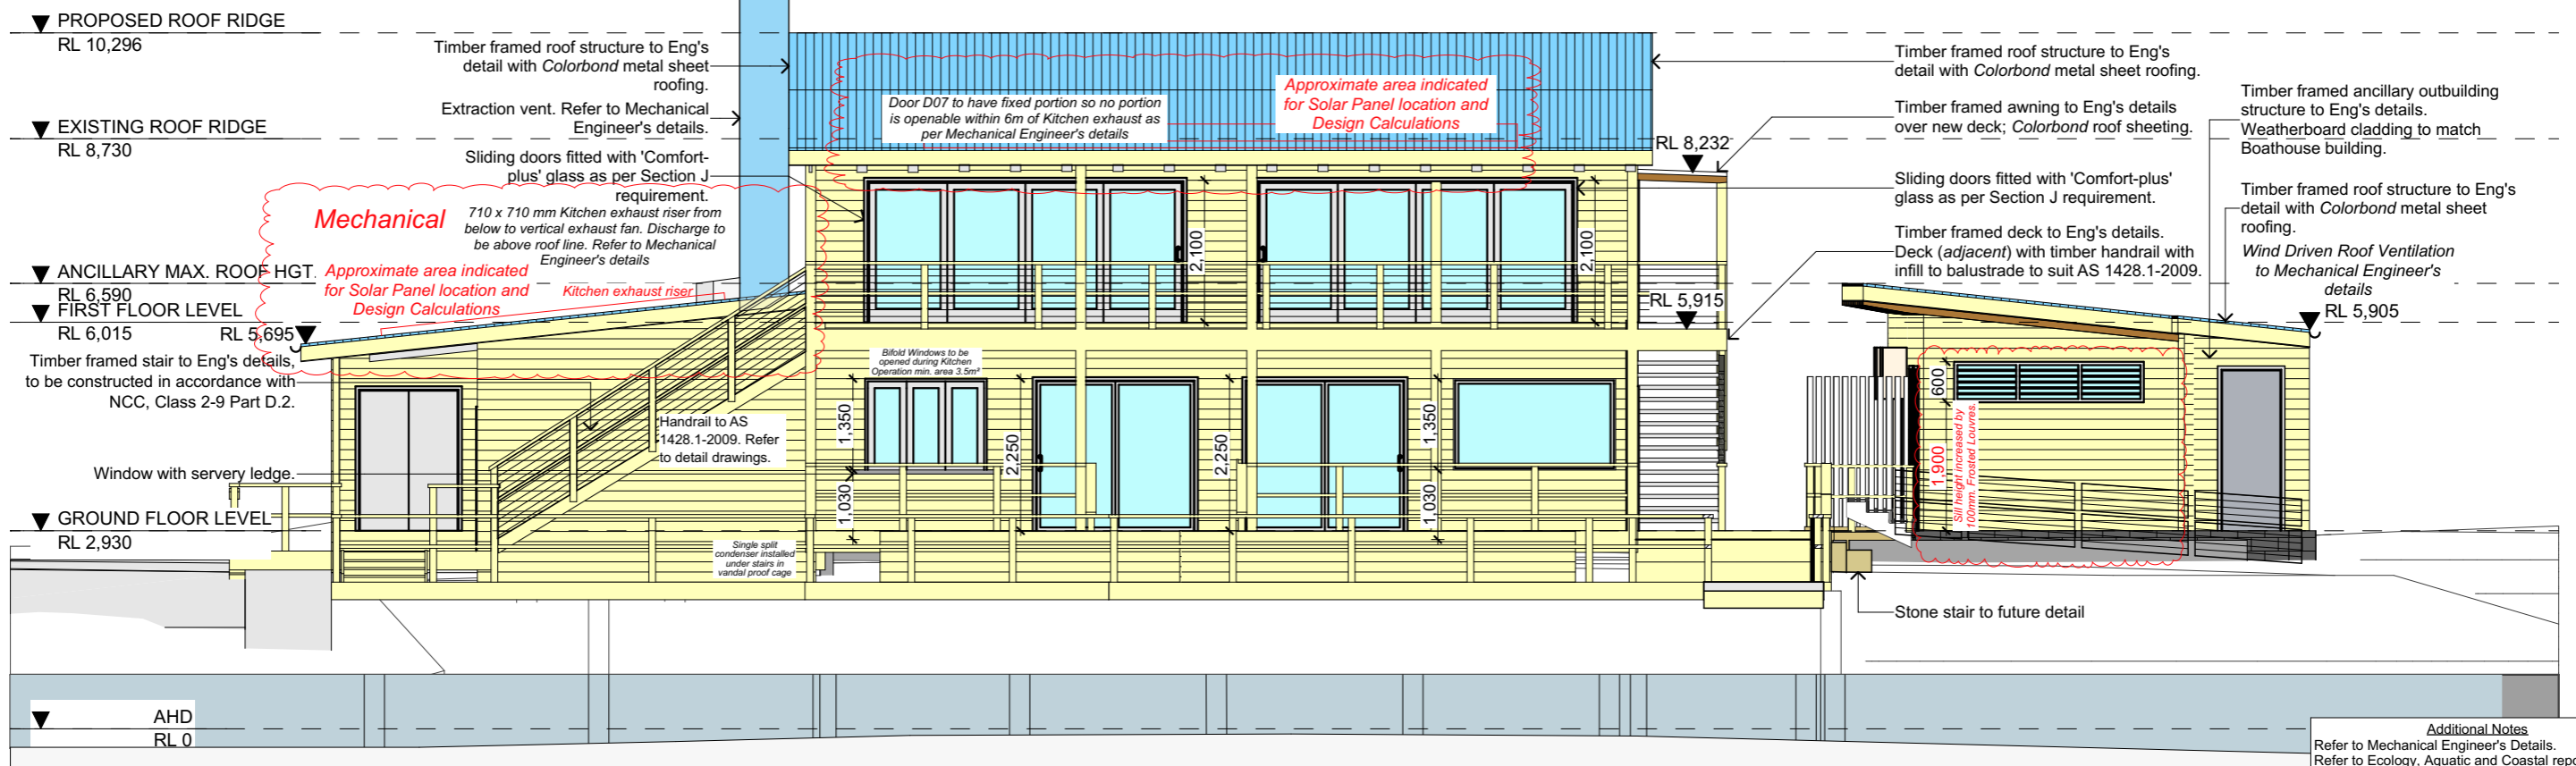 PROPOSED ROOF RIDGE
RL 10,296
EXISTING ROOF RIDGE
RL 8,730
ANCILLARY MAX. ROOF HGT.
RL 6,590
FIRST FLOOR LEVEL
RL 6,015
RL 5,695
Timber framed stair to Eng's details,
to be constructed in accordance with
NCC, Class 2-9 Part D.2.
Window with servery ledge.
GROUND FLOOR LEVEL
RL 2,930
AHD
RL 0
Timber framed roof structure to Eng's
detail with Colorbond metal sheet
roofing.
Extraction vent. Refer to Mechanical
Engineer's details.
Sliding doors fitted with 'Comfort-
plus' glass as per Section J
requirement.
Mechanical
710 x 710 mm Kitchen exhaust riser from
below to vertical exhaust fan. Discharge to
be above roof line. Refer to Mechanical
Engineer's details
Approximate area indicated
for Solar Panel location and
Design Calculations
Kitchen exhaust riser
Door D07 to have fixed portion so no portion
is openable within 6m of Kitchen exhaust as
per Mechanical Engineer's details
Approximate area indicated
for Solar Panel location and
Design Calculations
2,100
2,100
Bifold Windows to be
opened during Kitchen
Operation min. area 3.5m²
Handrail to AS
1428.1-2009. Refer
to detail drawings.
1,350
1,030
2,250
2,250
1,350
1,030
Single split
condenser installed
under stairs in
vandal proof cage
RL 8,232
RL 5,915
Timber framed roof structure to Eng's
detail with Colorbond metal sheet roofing.
Timber framed awning to Eng's details
over new deck; Colorbond roof sheeting.
Sliding doors fitted with 'Comfort-plus'
glass as per Section J requirement.
Timber framed deck to Eng's details.
Deck (adjacent) with timber handrail with
infill to balustrade to suit AS 1428.1-2009.
Timber framed ancillary outbuilding
structure to Eng's details.
Weatherboard cladding to match
Boathouse building.
Timber framed roof structure to Eng's
detail with Colorbond metal sheet
roofing.
Wind Driven Roof Ventilation
to Mechanical Engineer's
details
RL 5,905
600
1,900
Sill height increased by
100mm. Frosted Louvres.
Stone stair to future detail
Additional Notes
Refer to Mechanical Engineer's Details.
Refer to Ecology, Aquatic and Coastal rep